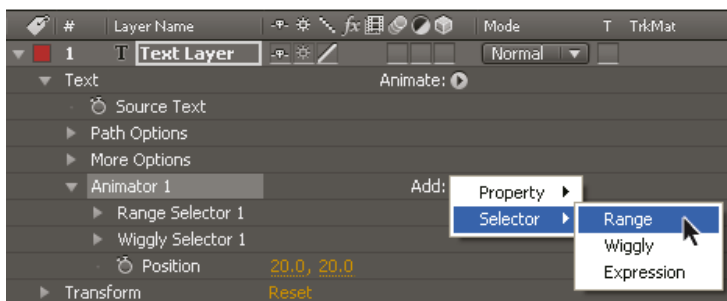 # Layer Name fx Mode T TrkMat
1 T Text Layer Normal
Text Animate:
Source Text
Path Options
More Options
Animator 1 Add: Property
Selector Range
Range Selector 1
Wiggly Selector 1 Wiggly
Position 20.0, 20.0 Expression
Transform Reset